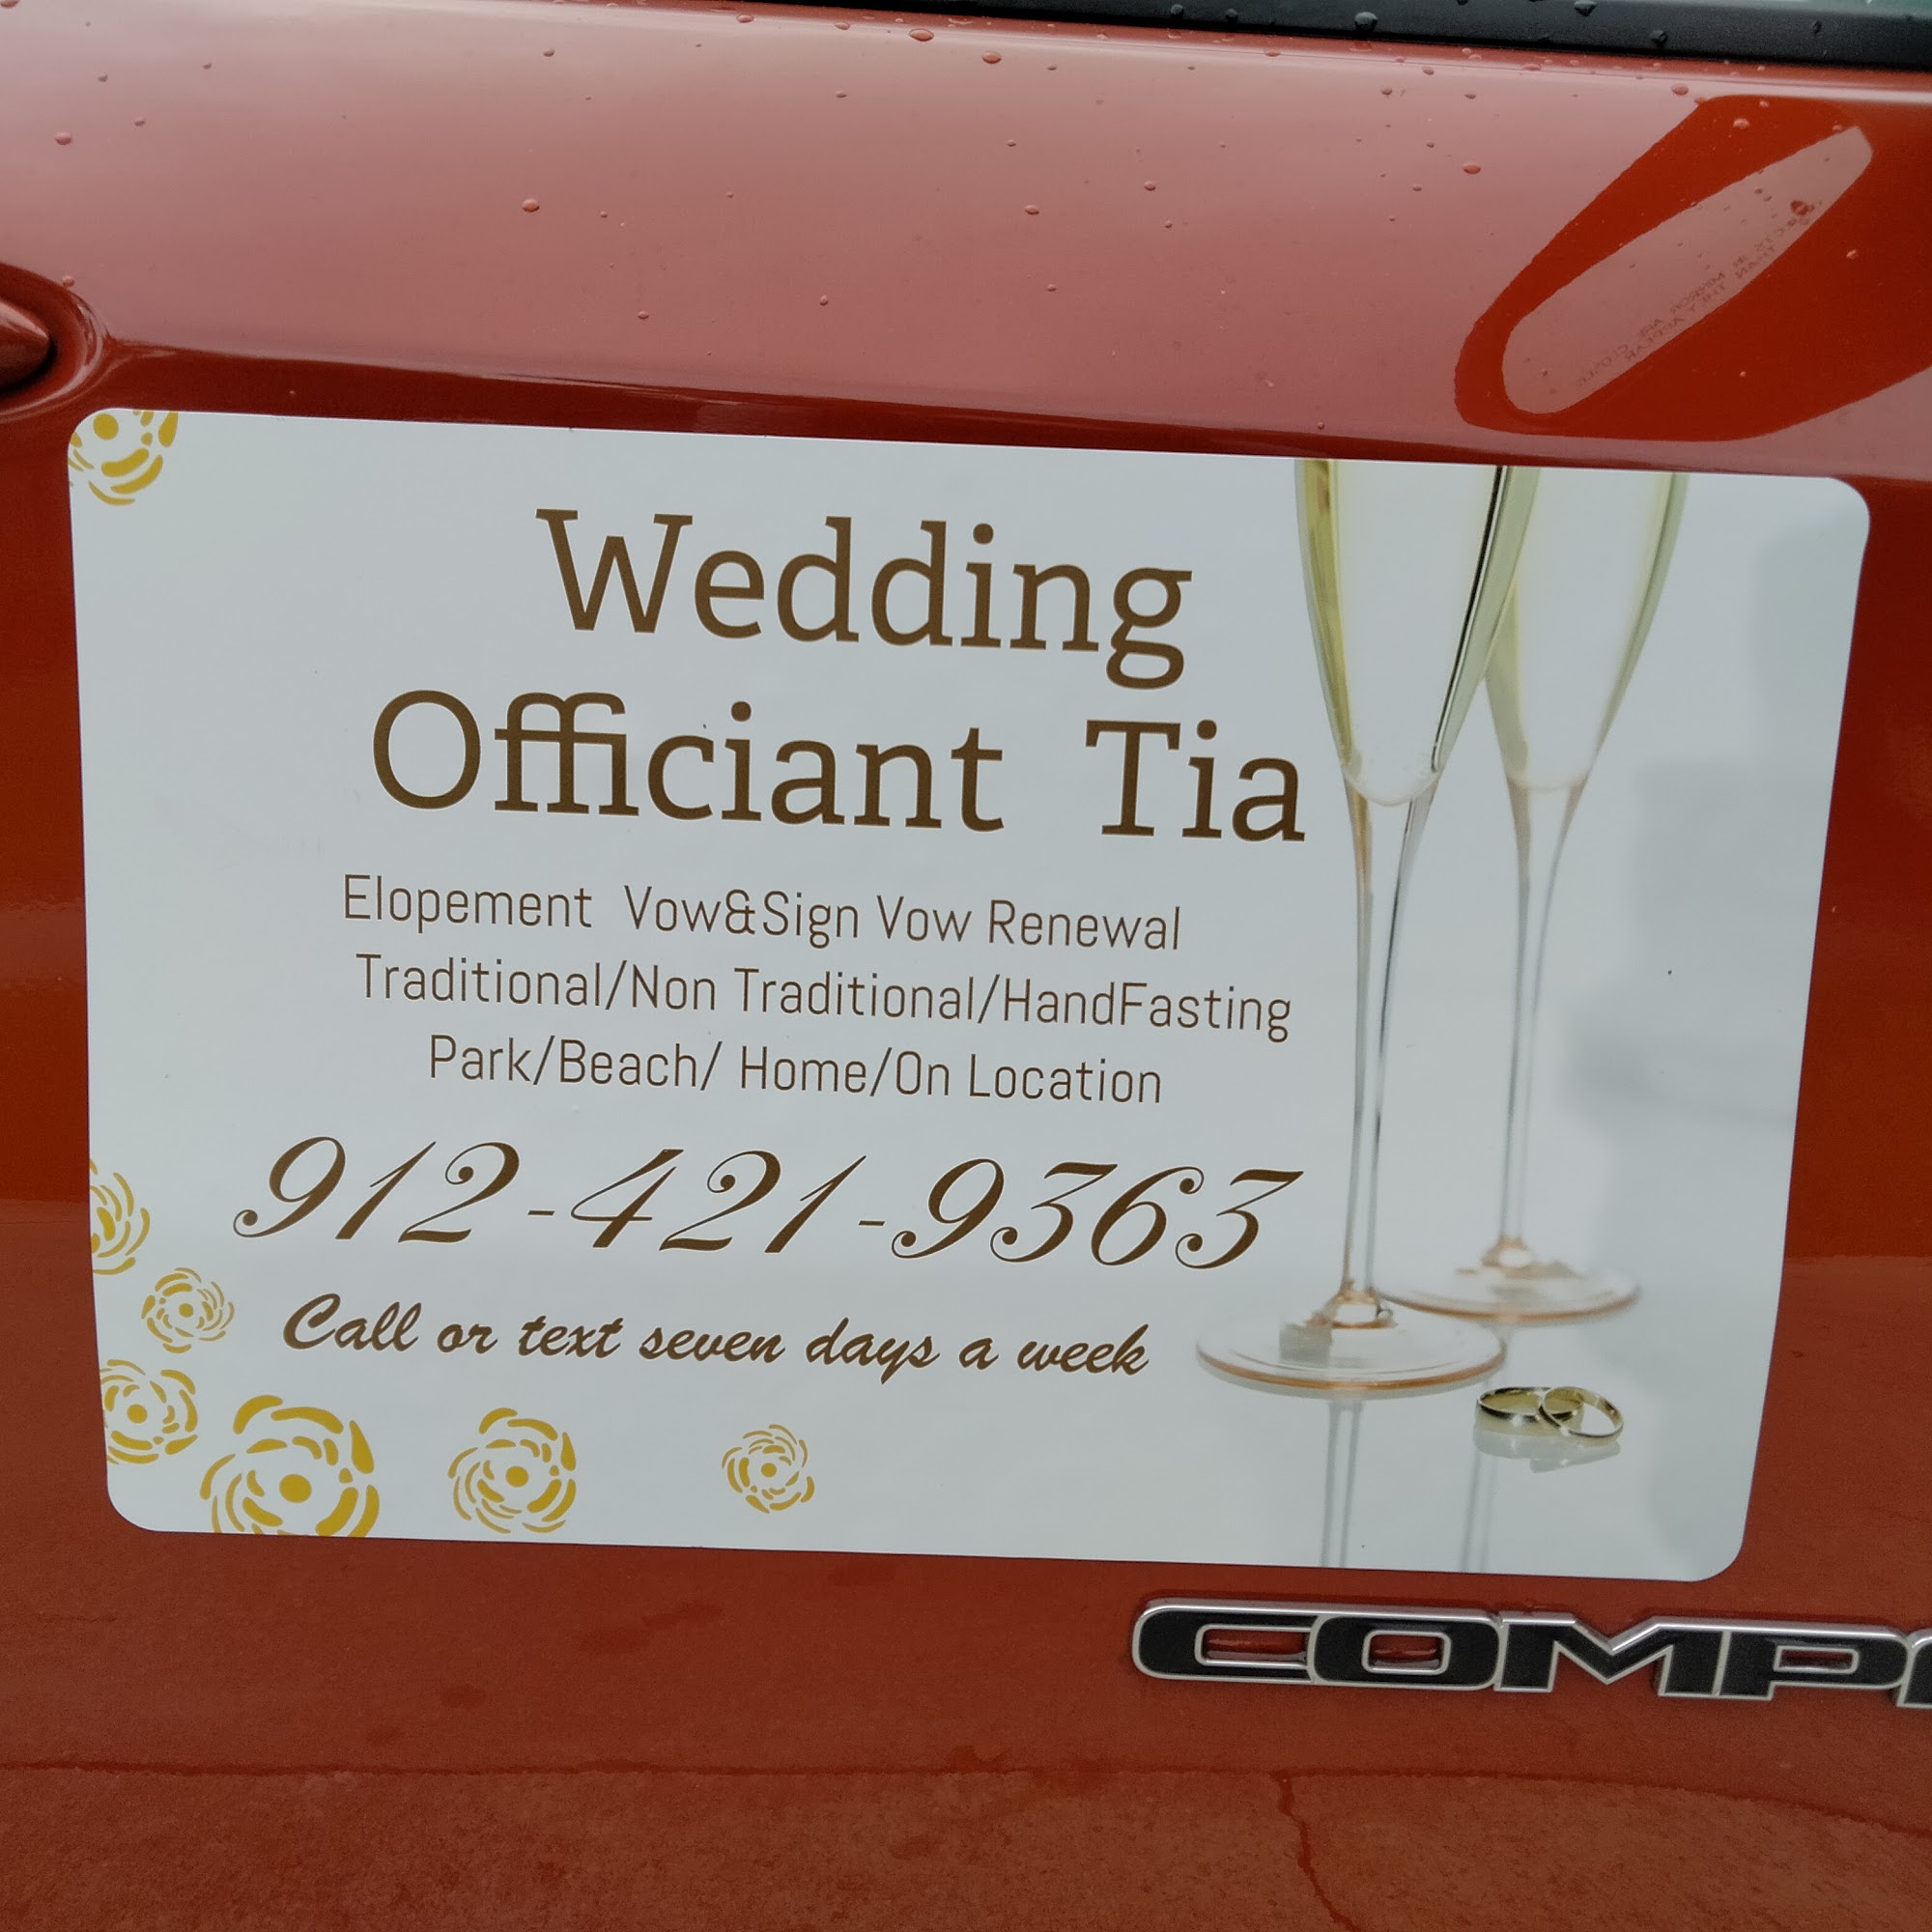 Wedding
Officiant Tia
Elopement Vow&Sign Vow Renewal
Traditional/Non Traditional/HandFasting
Park/Beach/ Home/On Location
912-421-9363
Call or text seven days a week
COMP